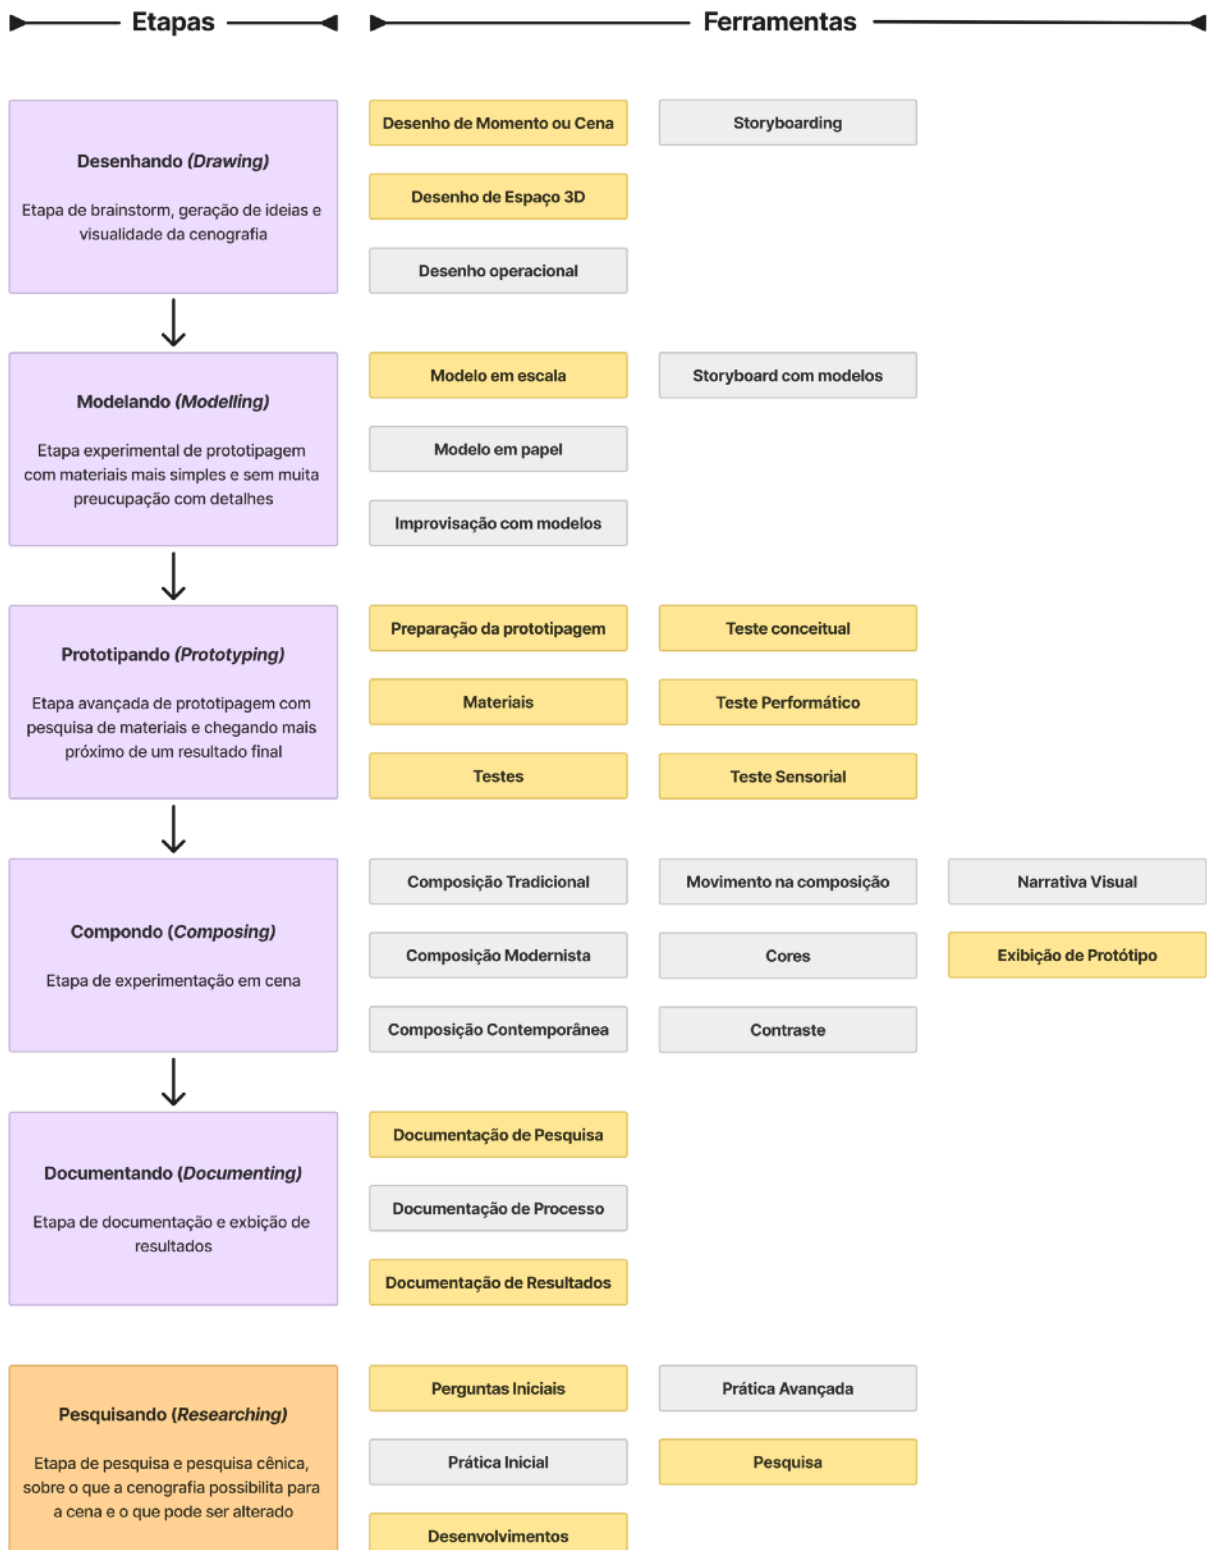 Etapas
Ferramentas
Desenhando (Drawing)
Etapa de brainstorm, geração de ideias e
visualidade da cenografia
Desenho de Momento ou Cena
Storyboarding
Desenho de Espaço 3D
Desenho operacional
Modelando (Modelling)
Etapa experimental de prototipagem
com materiais mais simples e sem muita
preucupação com detalhes
Modelo em escala
Storyboard com modelos
Modelo em papel
Improvisação com modelos
Prototipando (Prototyping)
Etapa avançada de prototipagem com
pesquisa de materiais e chegando mais
próximo de um resultado final
Preparação da prototipagem
Teste conceitual
Materiais
Teste Performático
Testes
Teste Sensorial
Compondo (Composing)
Etapa de experimentação em cena
Composição Tradicional
Movimento na composição
Narrativa Visual
Composição Modernista
Cores
Exibição de Protótipo
Composição Contemporânea
Contraste
Documentando (Documenting)
Etapa de documentação e exbição de
resultados
Documentação de Pesquisa
Documentação de Processo
Documentação de Resultados
Pesquisando (Researching)
Etapa de pesquisa e pesquisa cênica,
sobre o que a cenografia possibilita para
a cena e o que pode ser alterado
Perguntas Iniciais
Prática Avançada
Prática Inicial
Pesquisa
Desenvolvimentos